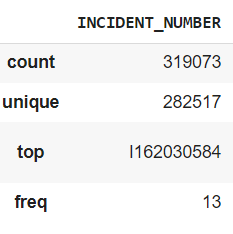 INCIDENT_NUMBER
count 319073
unique 282517
top I162030584
freq 13